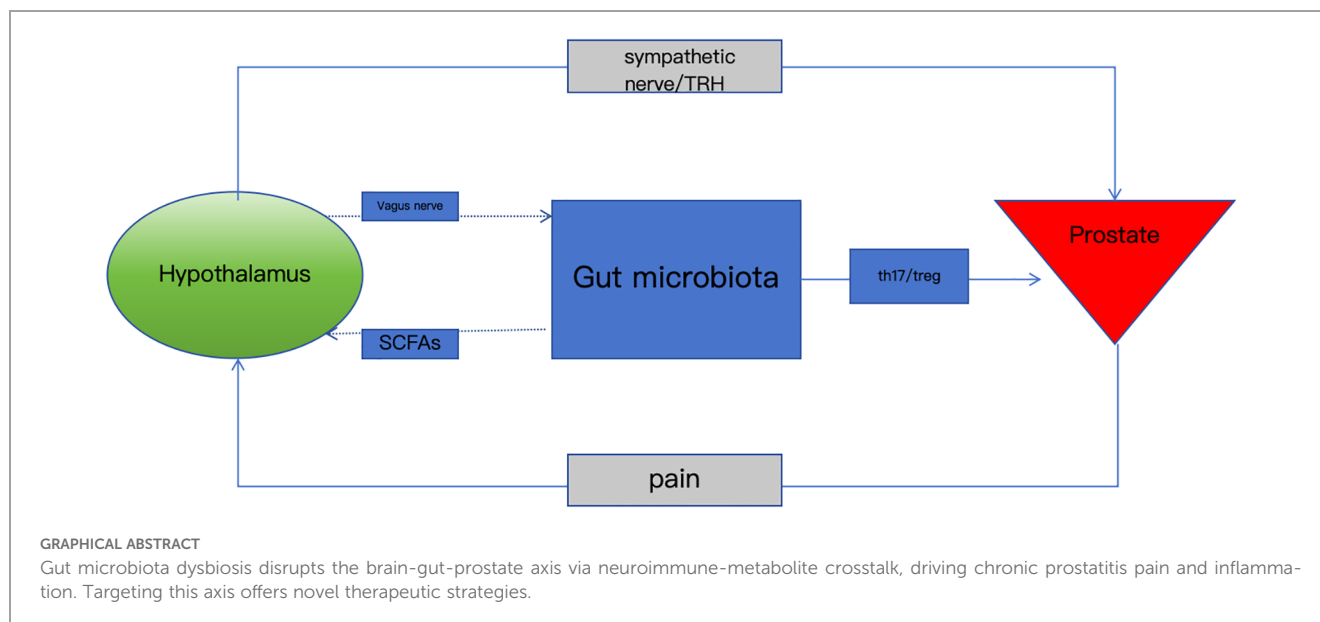 sympathetic
nerve/TRH
Vagus nerve
Hypothalamus
Gut microbiota
Prostate
th17/treg
SCFAs
pain
GRAPHICAL ABSTRACT
Gut microbiota dysbiosis disrupts the brain-gut-prostate axis via neuroimmune-metabolite crosstalk, driving chronic prostatitis pain and inflamma-
tion. Targeting this axis offers novel therapeutic strategies.